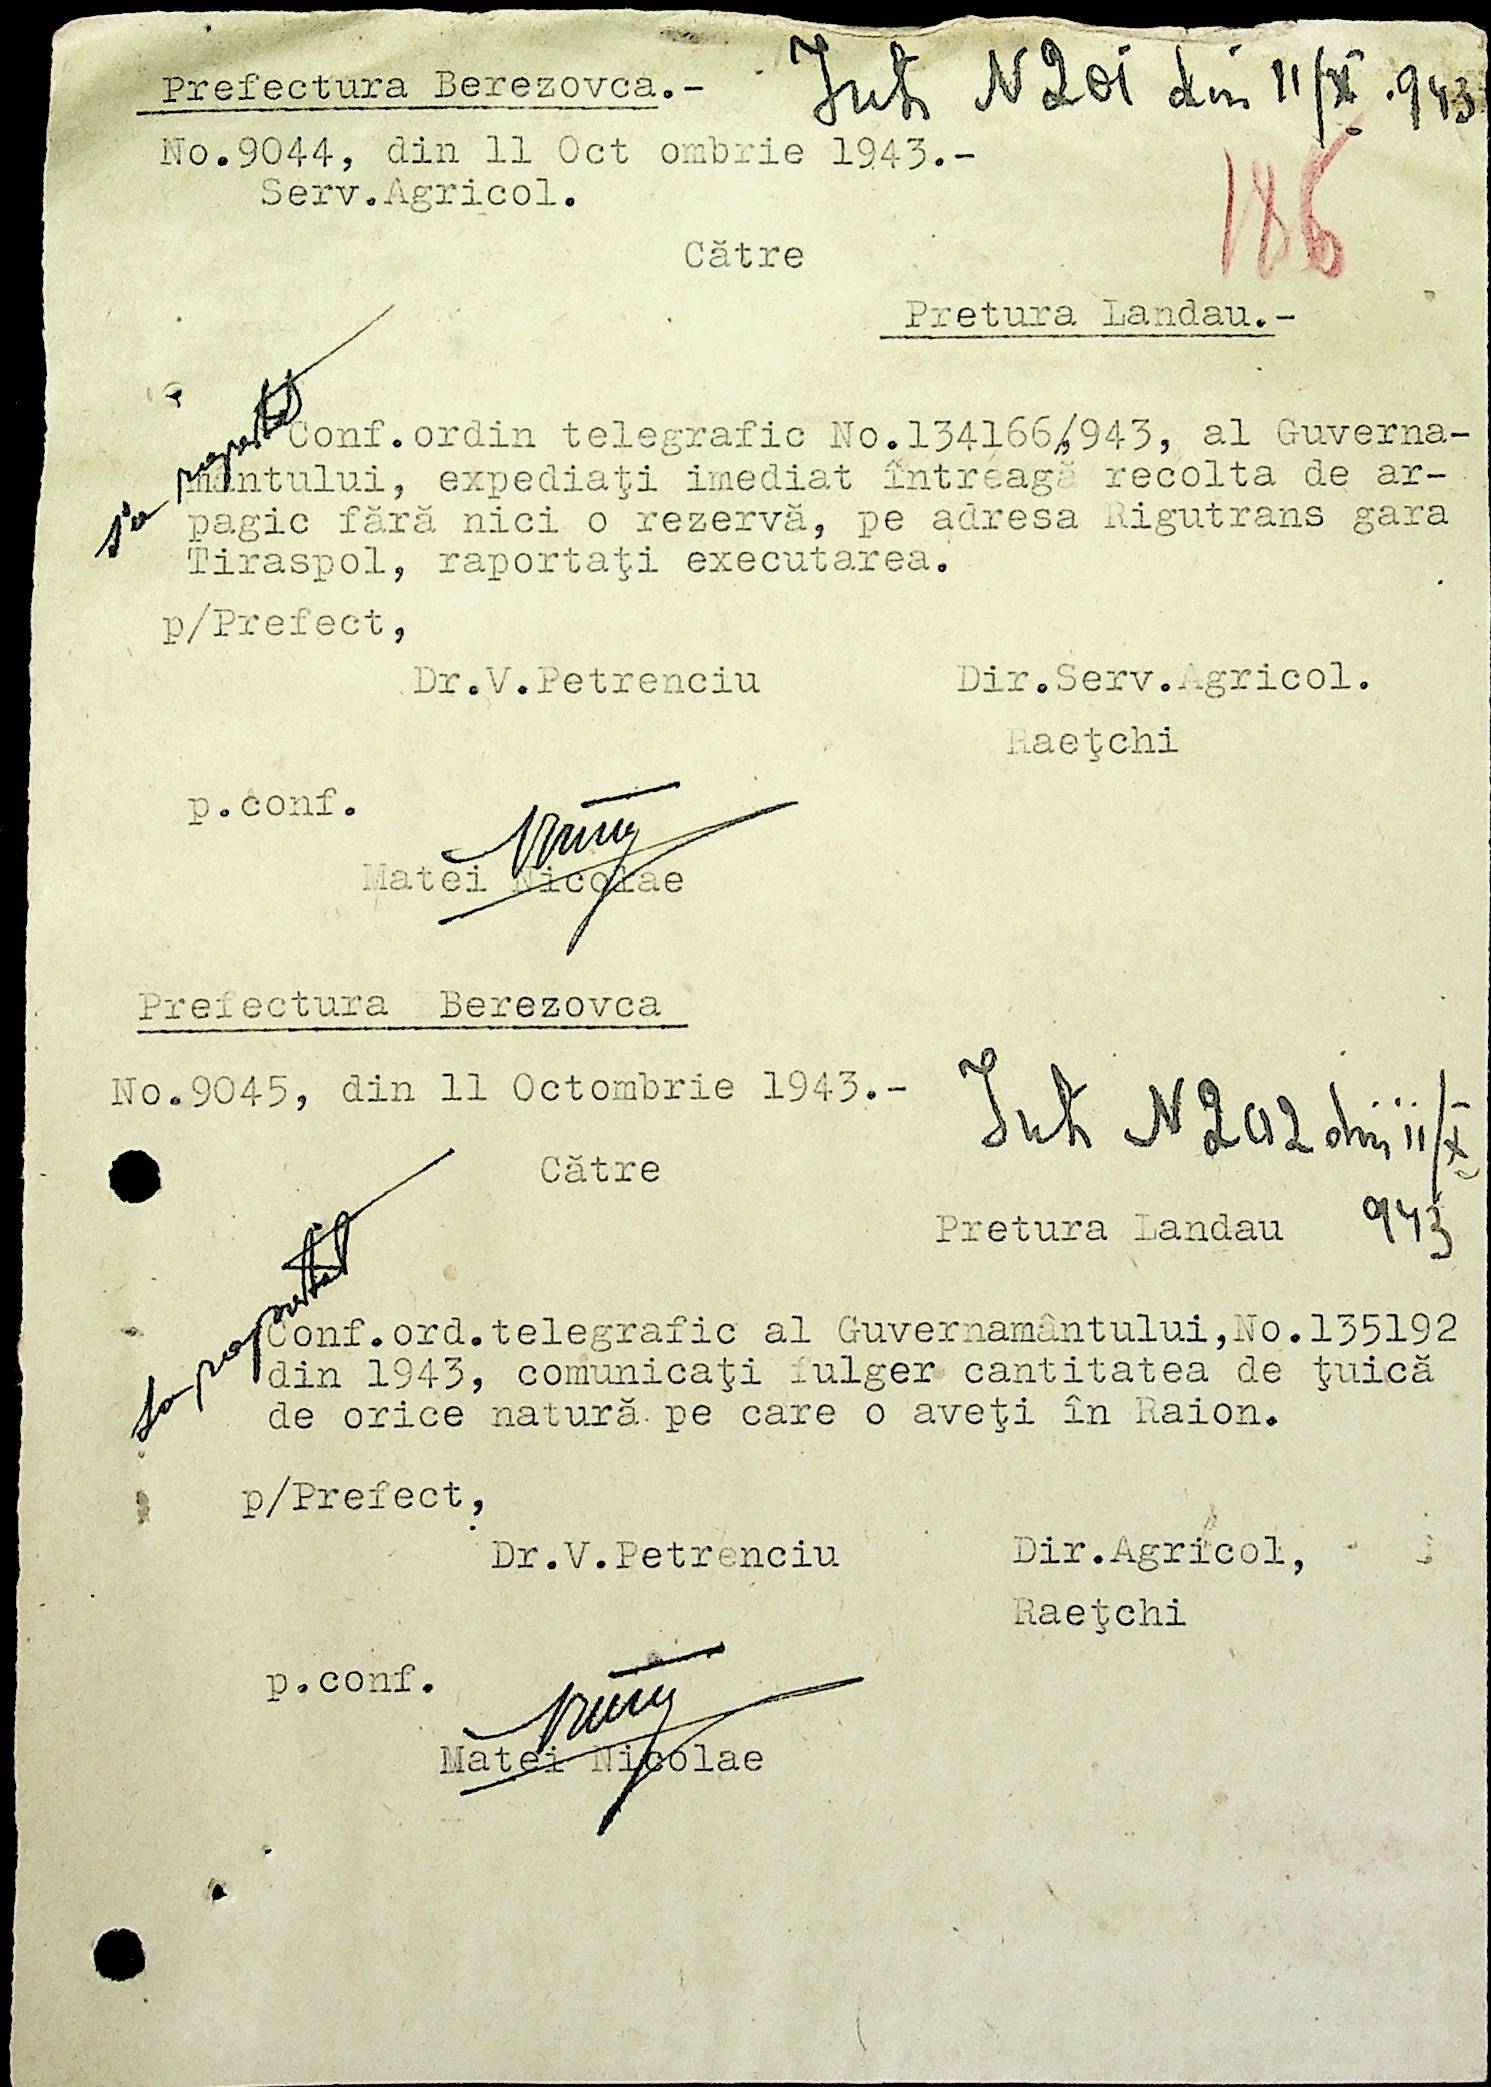 Prefectura Berezovca.-
Int. N 201 din 11/X.943
No.9044, din 11 Oct ombrie 1943.-
186
Serv.Agricol.
Către
Pretura Landau.-
S'a raportat
Conf.ordin telegrafic No.134166/943, al Guverna-
mântului, expediaţi imediat întreagă recolta de ar-
pagic fără nici o rezervă, pe adresa Rigutrans gara
Tiraspol, raportaţi executarea.
p/Prefect,
Dr.V.Petrenciu Dir.Serv.Agricol.
Raeţchi
p.conf.
Matei Nicolae
Prefectura Berezovca
No.9045, din 11 Octombrie 1943.-
Int. N 202 din 11/X
943
Către
Pretura Landau
S'a raportat
Conf.ord.telegrafic al Guvernamântului,No.135192
din 1943, comunicaţi fulger cantitatea de ţuică
de orice natură pe care o aveţi în Raion.
p/Prefect,
Dr.V.Petrenciu Dir.Agricol,
Raeţchi
p.conf.
Matei Nicolae